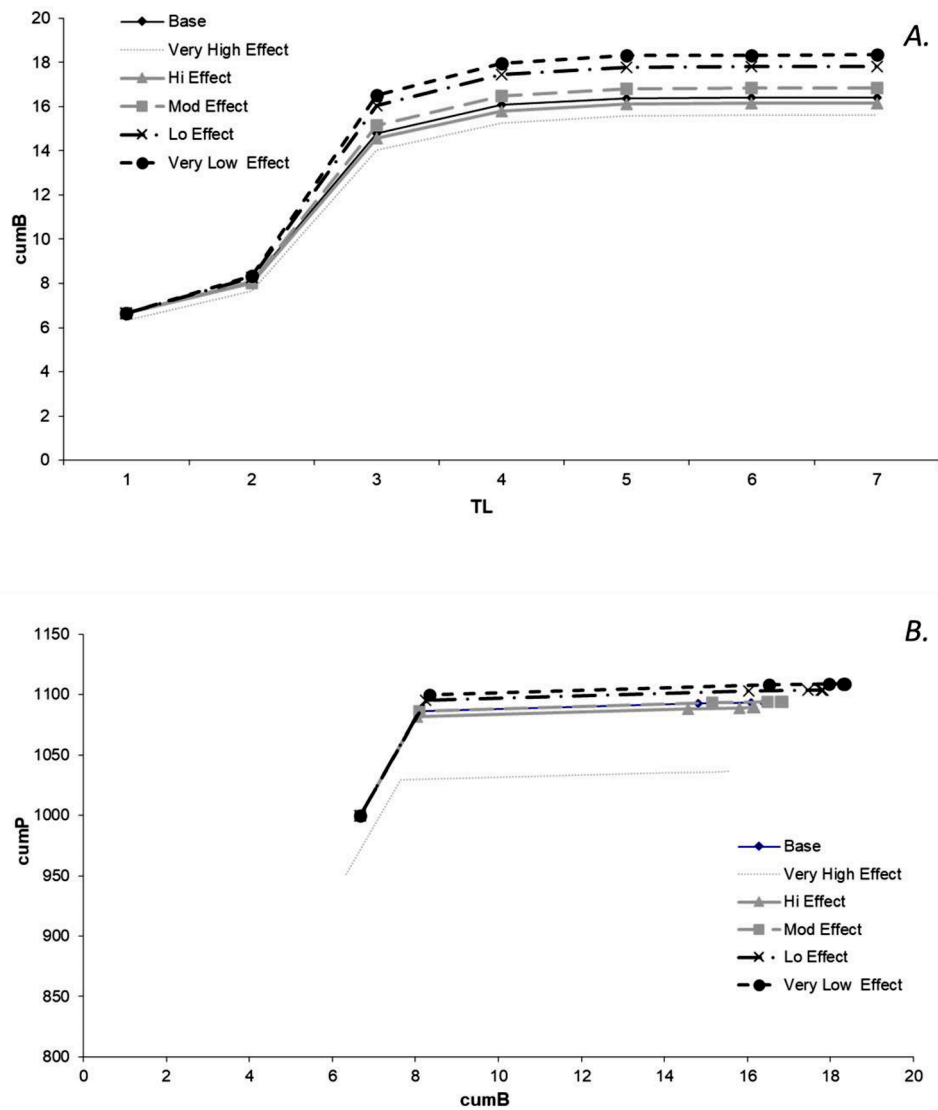 A.
20
18
16
14
12
10
8
6
4
2
0
cumB
Base
Very High Effect
Hi Effect
Mod Effect
Lo Effect
Very Low Effect
1 2 3 4 5 6 7
TL
B.
1150
1100
1050
1000
950
900
850
800
cumP
Base
Very High Effect
Hi Effect
Mod Effect
Lo Effect
Very Low Effect
0 2 4 6 8 10 12 14 16 18 20
cumB